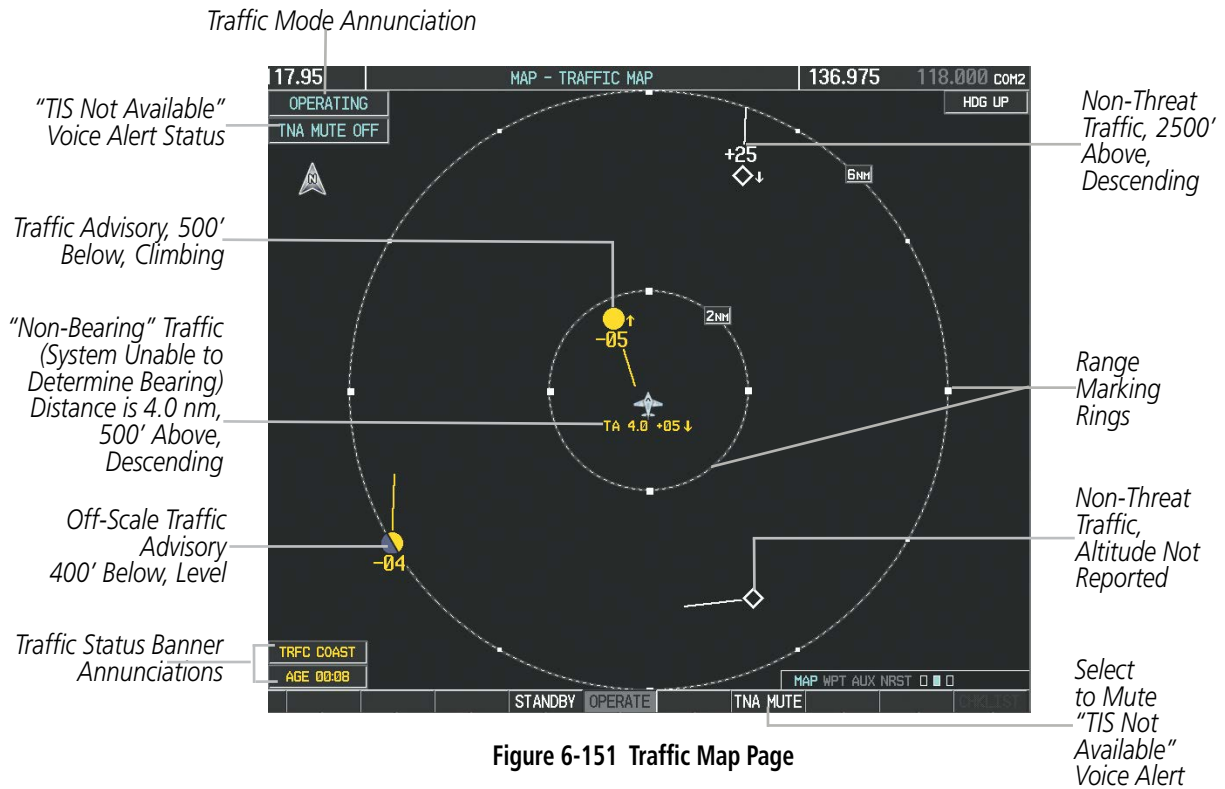 Traffic Mode Annunciation
17.95 MAP – TRAFFIC MAP 136.975 118.000 COM2
OPERATING
HDG UP
TNA MUTE OFF
"TIS Not Available"
Voice Alert Status
Non-Threat
Traffic, 2500'
Above,
Descending
N
+25
↓
6NM
Traffic Advisory, 500'
Below, Climbing
2NM
↑
-05
"Non-Bearing" Traffic
(System Unable to
Determine Bearing)
Distance is 4.0 nm,
500' Above,
Descending
TA 4.0 +05 ↓
Range
Marking
Rings
Off-Scale Traffic
Advisory
400' Below, Level
-04
Non-Threat
Traffic,
Altitude Not
Reported
Traffic Status Banner
Annunciations
TRFC COAST
AGE 00:08
MAP WPT AUX NRST
STANDBY OPERATE TNA MUTE CHKLIST
Select
to Mute
"TIS Not
Available"
Voice Alert
Figure 6-151 Traffic Map Page